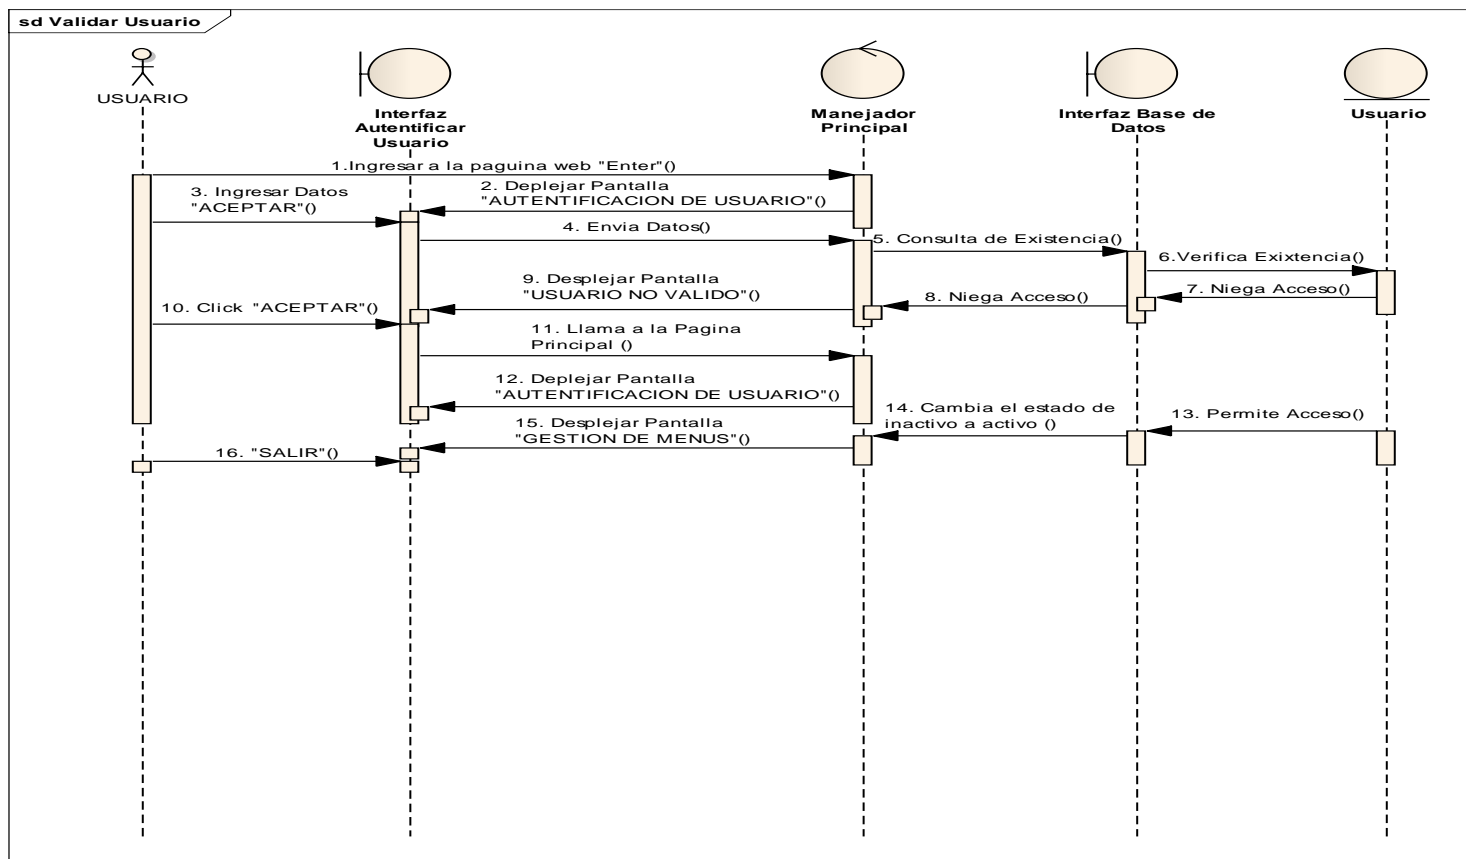 sd Validar Usuario
USUARIO
Interfaz
Autentificar
Usuario
Manejador
Principal
Interfaz Base de
Datos
Usuario
1.Ingresar a la paguina web "Enter"()
2. Deplejar Pantalla
"AUTENTIFICACION DE USUARIO"()
3. Ingresar Datos
"ACEPTAR"()
4. Envia Datos()
5. Consulta de Existencia()
6.Verifica Exixtencia()
7. Niega Acceso()
8. Niega Acceso()
9. Desplejar Pantalla
"USUARIO NO VALIDO"()
10. Click "ACEPTAR"()
11. Llama a la Pagina
Principal ()
12. Deplejar Pantalla
"AUTENTIFICACION DE USUARIO"()
13. Permite Acceso()
14. Cambia el estado de
inactivo a activo ()
15. Desplejar Pantalla
"GESTION DE MENUS"()
16. "SALIR"()